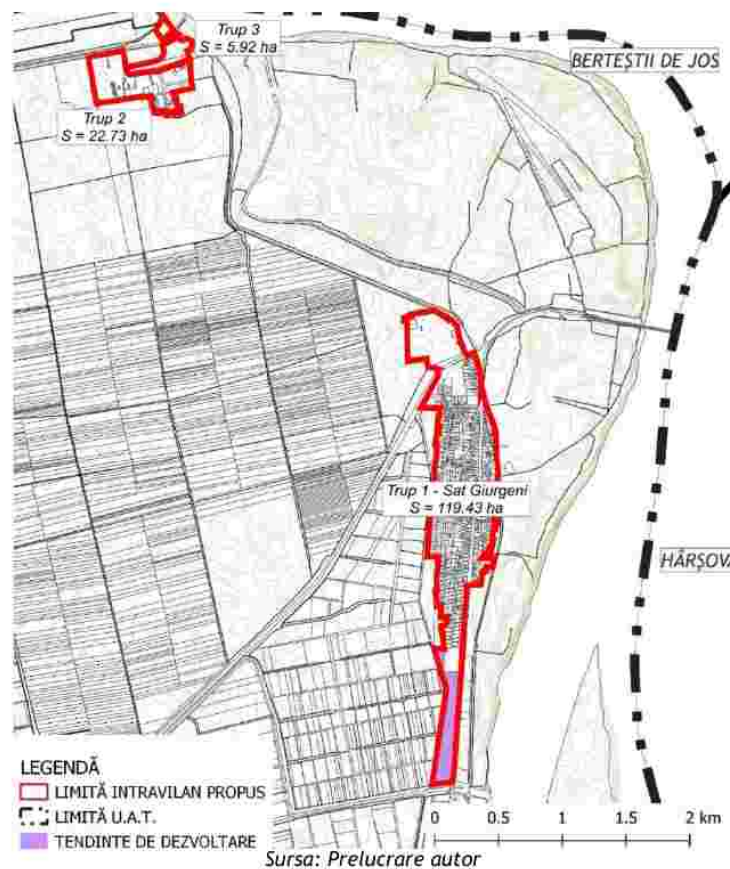 Trup 3
S = 5.92 ha
BERTEȘTII DE JOS
Trup 2
S = 22.73 ha
Trup 1 - Sat Giurgeni
S = 119.43 ha
HÂRȘOVA
LEGENDĂ
LIMITĂ INTRAVILAN PROPUS
LIMITĂ U.A.T.
TENDINTE DE DEZVOLTARE
0 0.5 1 1.5 2 km
Sursa: Prelucrare autor